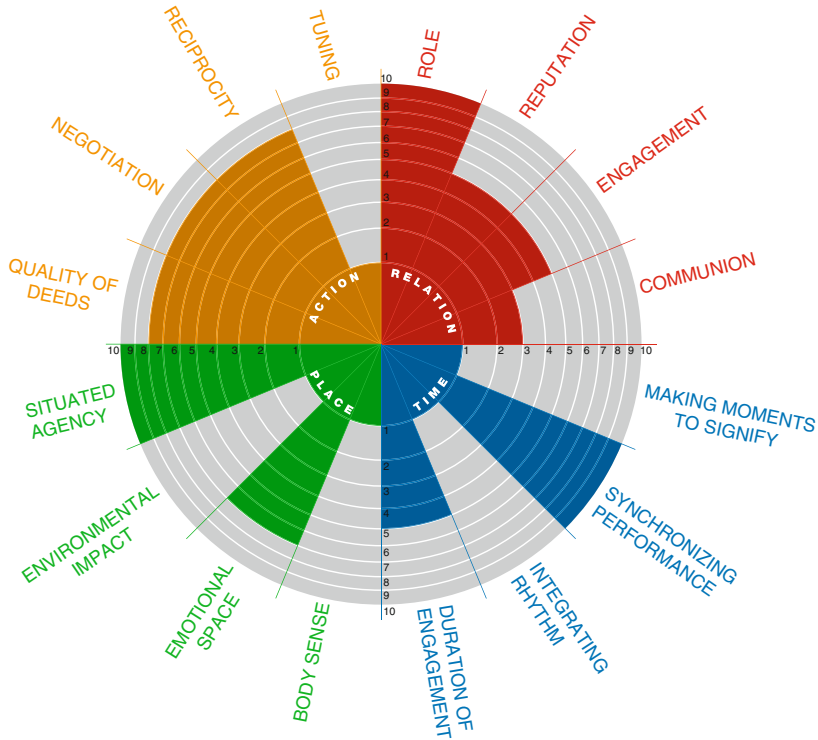 TUNING
ROLE
RECIPROCITY
REPUTATION
NEGOTIATION
ENGAGEMENT
QUALITY OF
DEEDS
COMMUNION
10
9
8
7
6
5
4
3
2
1
ACTION
RELATION
10 9 8 7 6 5 4 3 2 1
1 2 3 4 5 6 7 8 9 10
PLACE
TIME
1
2
3
4
5
6
7
8
9
10
SITUATED
AGENCY
MAKING MOMENTS
TO SIGNIFY
ENVIRONMENTAL
IMPACT
SYNCHRONIZING
PERFORMANCE
EMOTIONAL
SPACE
INTEGRATING
RHYTHM
BODY SENSE
DURATION OF
ENGAGEMENT